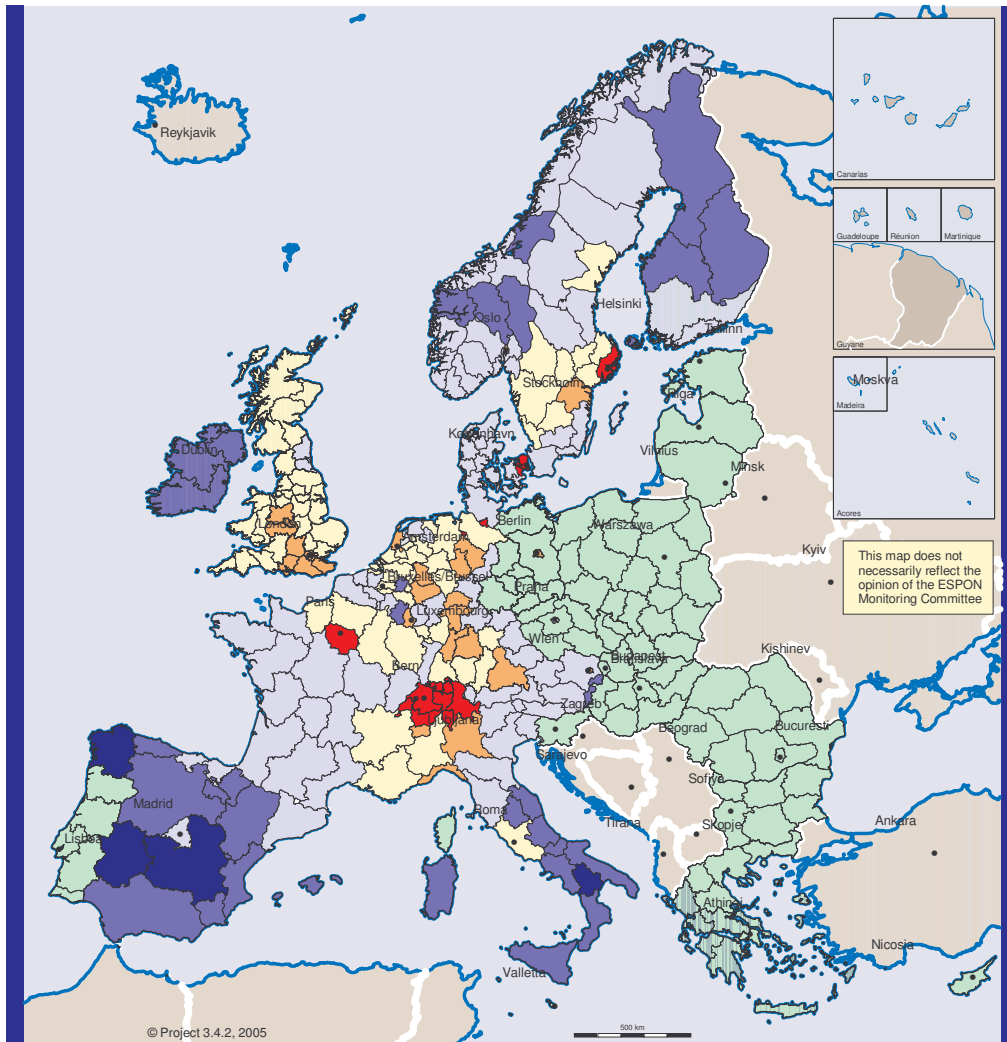 Reykjavik
Canarias
Guadeloupe
Réunion
Martinique
Guyane
Moskva
Madeira
Acores
Helsinki
Oslo
Tallinn
Stockholm
Riga
København
Dublin
Vilnius
Minsk
London
Amsterdam
Berlin
Warszawa
Kyiv
This map does not
necessarily reflect the
opinion of the ESPON
Monitoring Committee
Bruxelles/Brussel
Praha
Paris
Luxembourg
Wien
Kishinev
Bern
Budapest
Bratislava
Zagreb
Ljubljana
Beograd
Bucuresti
Sarajevo
Sofiye
Madrid
Roma
Tirana
Skopje
Ankara
Lisboa
Athinai
Nicosia
Valletta
© Project 3.4.2, 2005
500 km